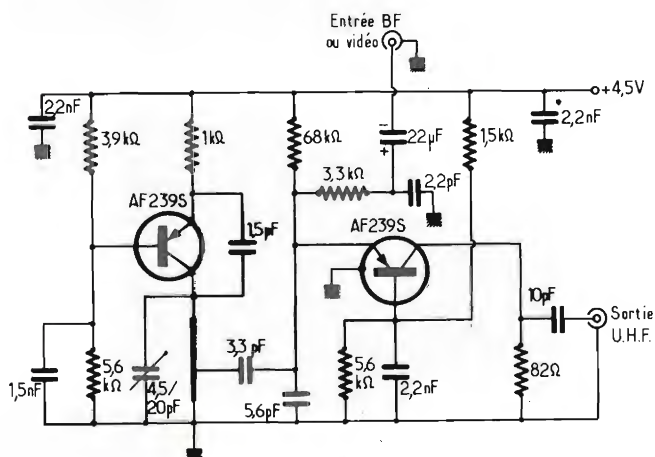 Entrée BF
ou vidéo
+4,5V
22nF
3,9kΩ
1kΩ
68kΩ
22µF
1,5kΩ
2,2nF
3,3kΩ
2,2pF
AF239S
AF239S
1,5pF
10pF
Sortie
U.H.F.
3,3pF
1,5nF
5,6
kΩ
4,5/
20pF
5,6pF
5,6
kΩ
2,2nF
82Ω